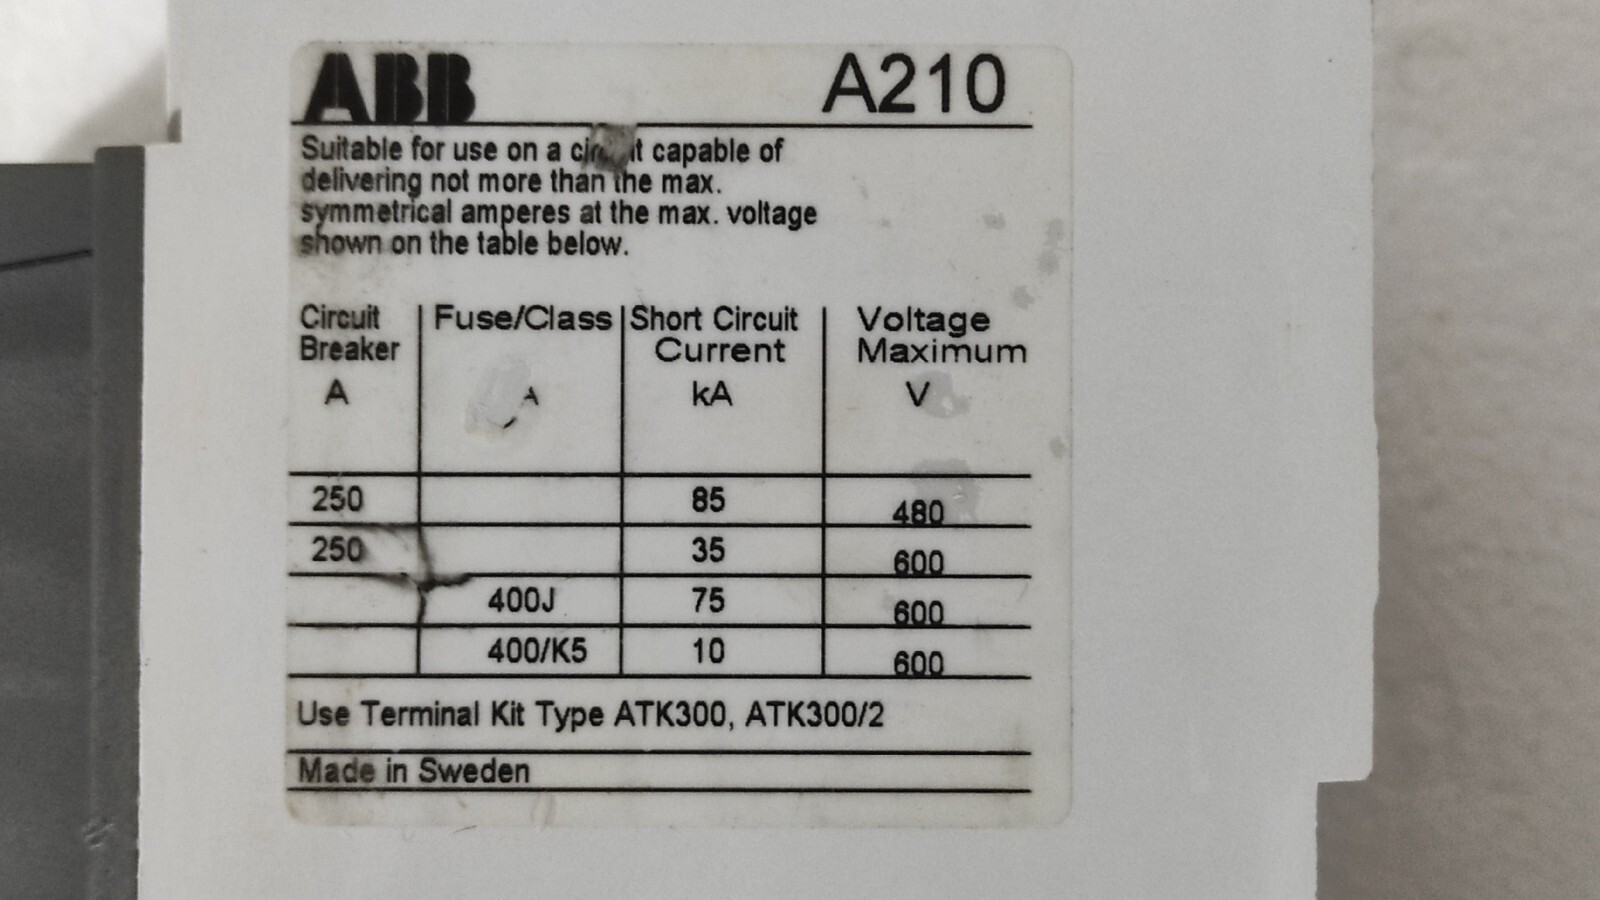 ABB A210
Suitable for use on a circuit capable of
delivering not more than the max.
symmetrical amperes at the max. voltage
shown on the table below.
Circuit Breaker A | Fuse/Class A | Short Circuit Current kA | Voltage Maximum V
250 | | 85 | 480
250 | | 35 | 600
| 400J | 75 | 600
| 400/K5 | 10 | 600
Use Terminal Kit Type ATK300, ATK300/2
Made in Sweden